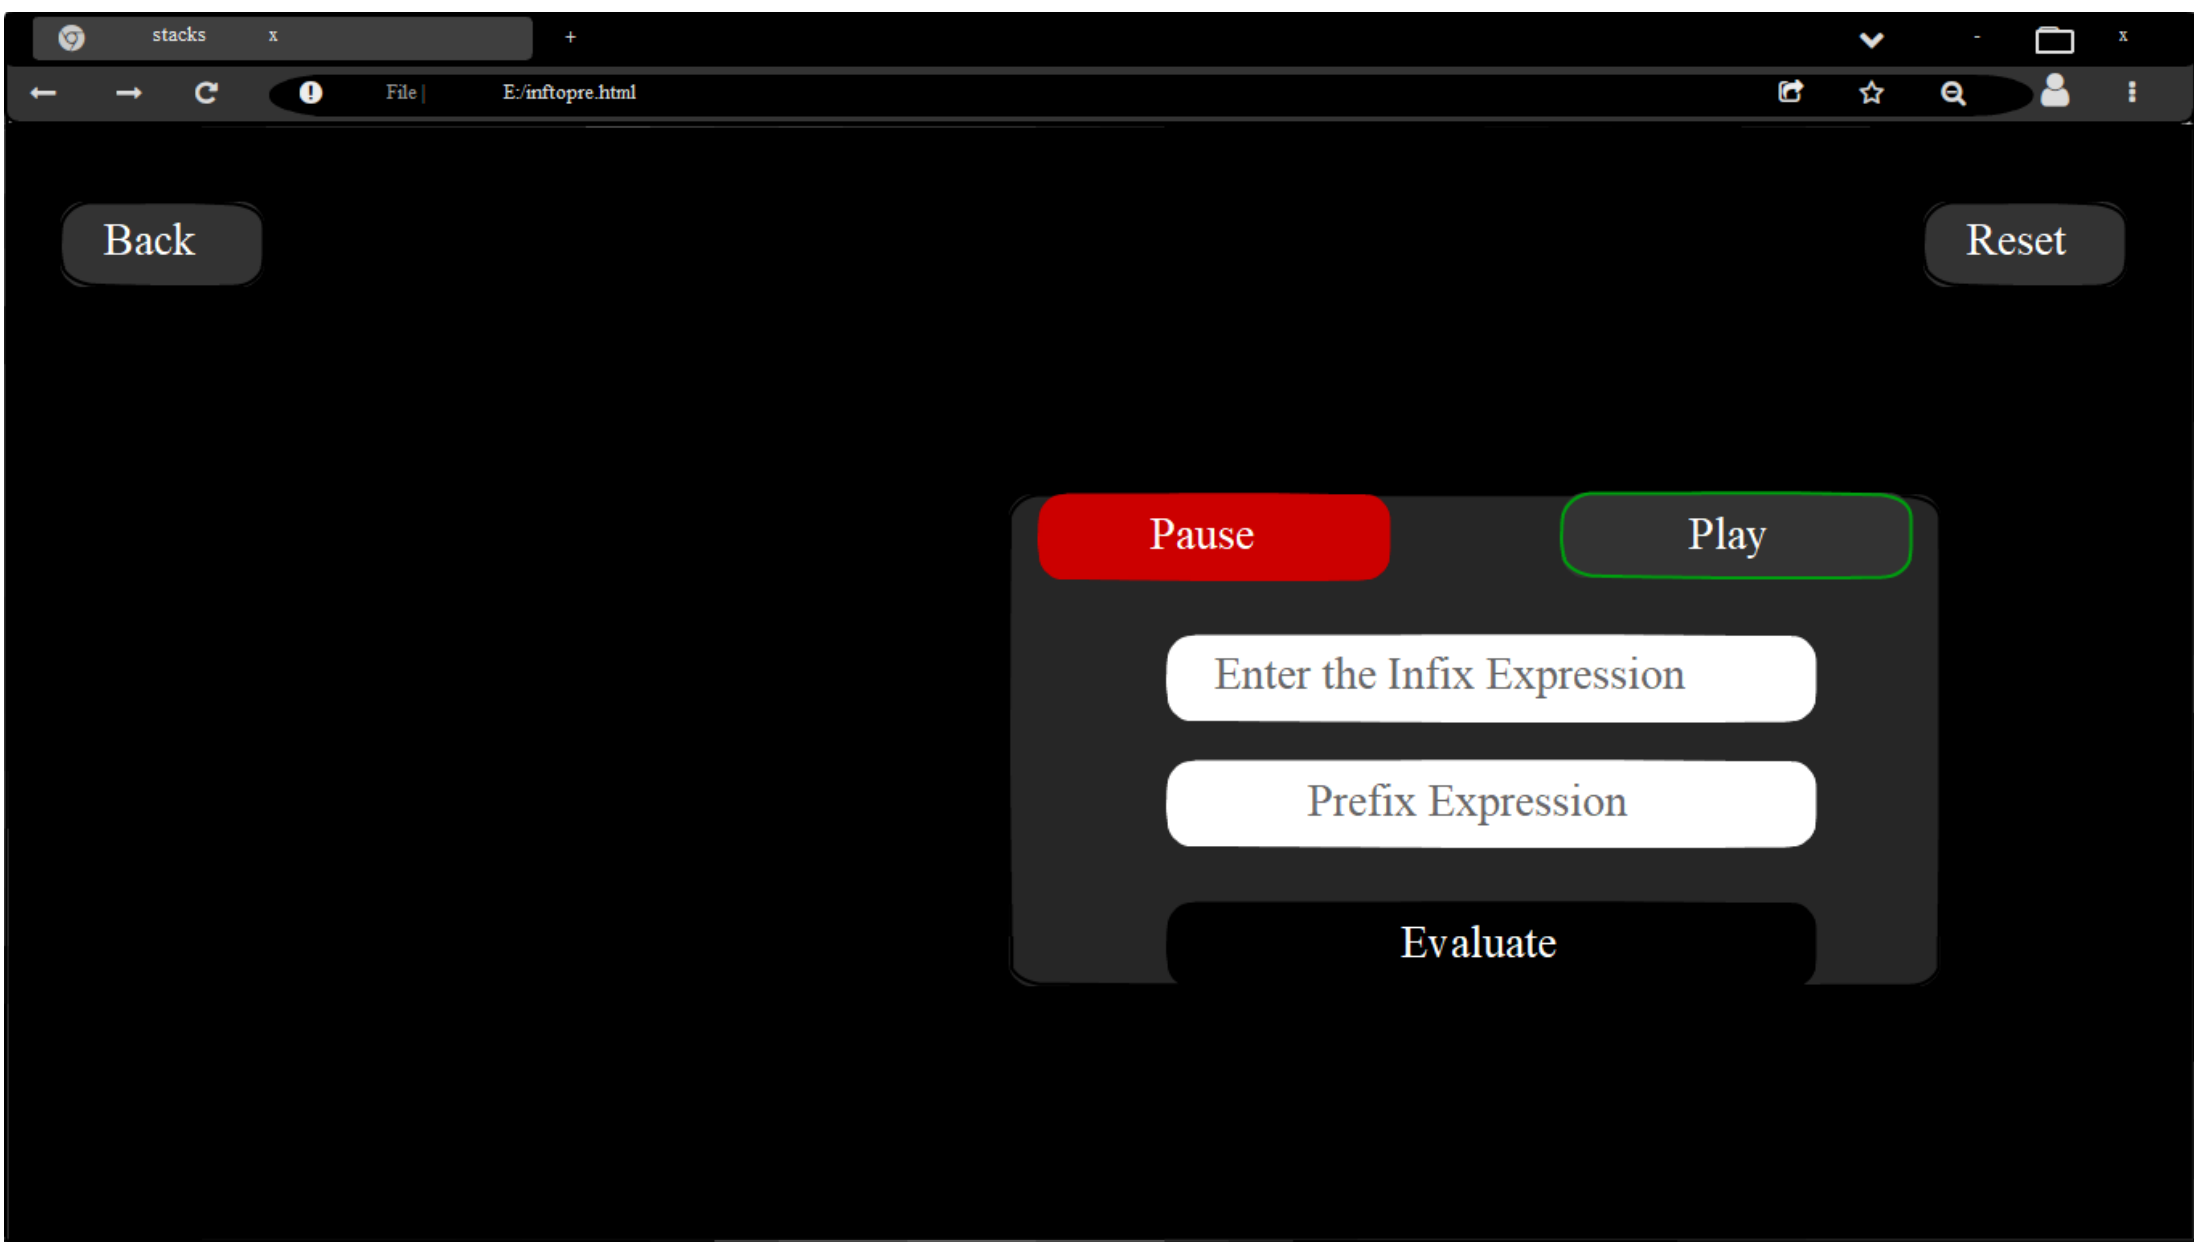 stacks x +
- x
File | E:/inftopre.html
Back
Reset
Pause
Play
Enter the Infix Expression
Prefix Expression
Evaluate